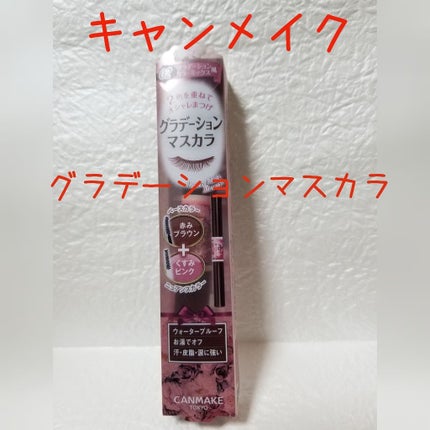 キャンメイク
2色を重ねて
オシャレまつげ
グラデーション
マスカラ
グラデーションマスカラ
ベースカラー
赤み
ブラウン
+
くすみ
ピンク
ニュアンスカラー
ウォータープルーフ
お湯でオフ
汗・皮脂・涙に強い
CANMAKE
TOKYO